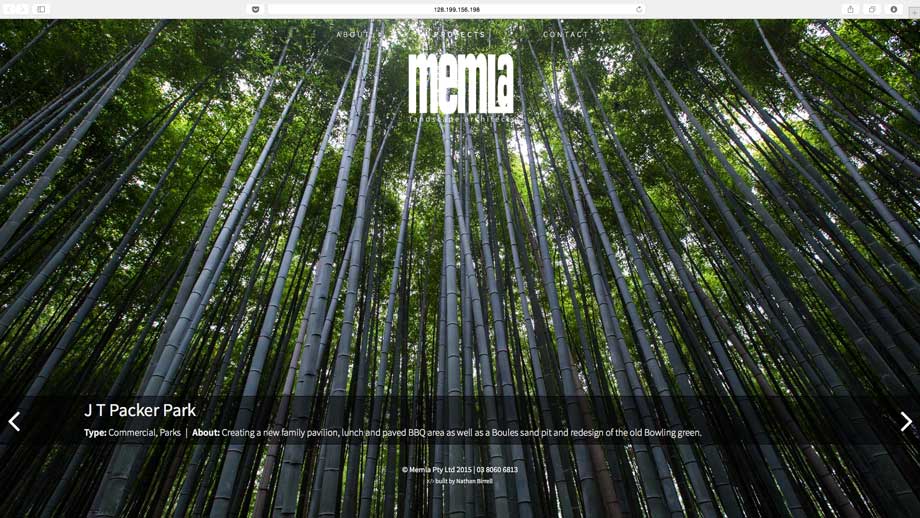 128.199.156.198
ABOUT
PROJECTS
CONTACT
memla
landscape architects
J T Packer Park
Type: Commercial, Parks | About: Creating a new family pavilion, lunch and paved BBQ area as well as a Boules sand pit and redesign of the old Bowling green.
© Memla Pty Ltd 2015 | 03 8060 6813
</> built by Nathan Birrell